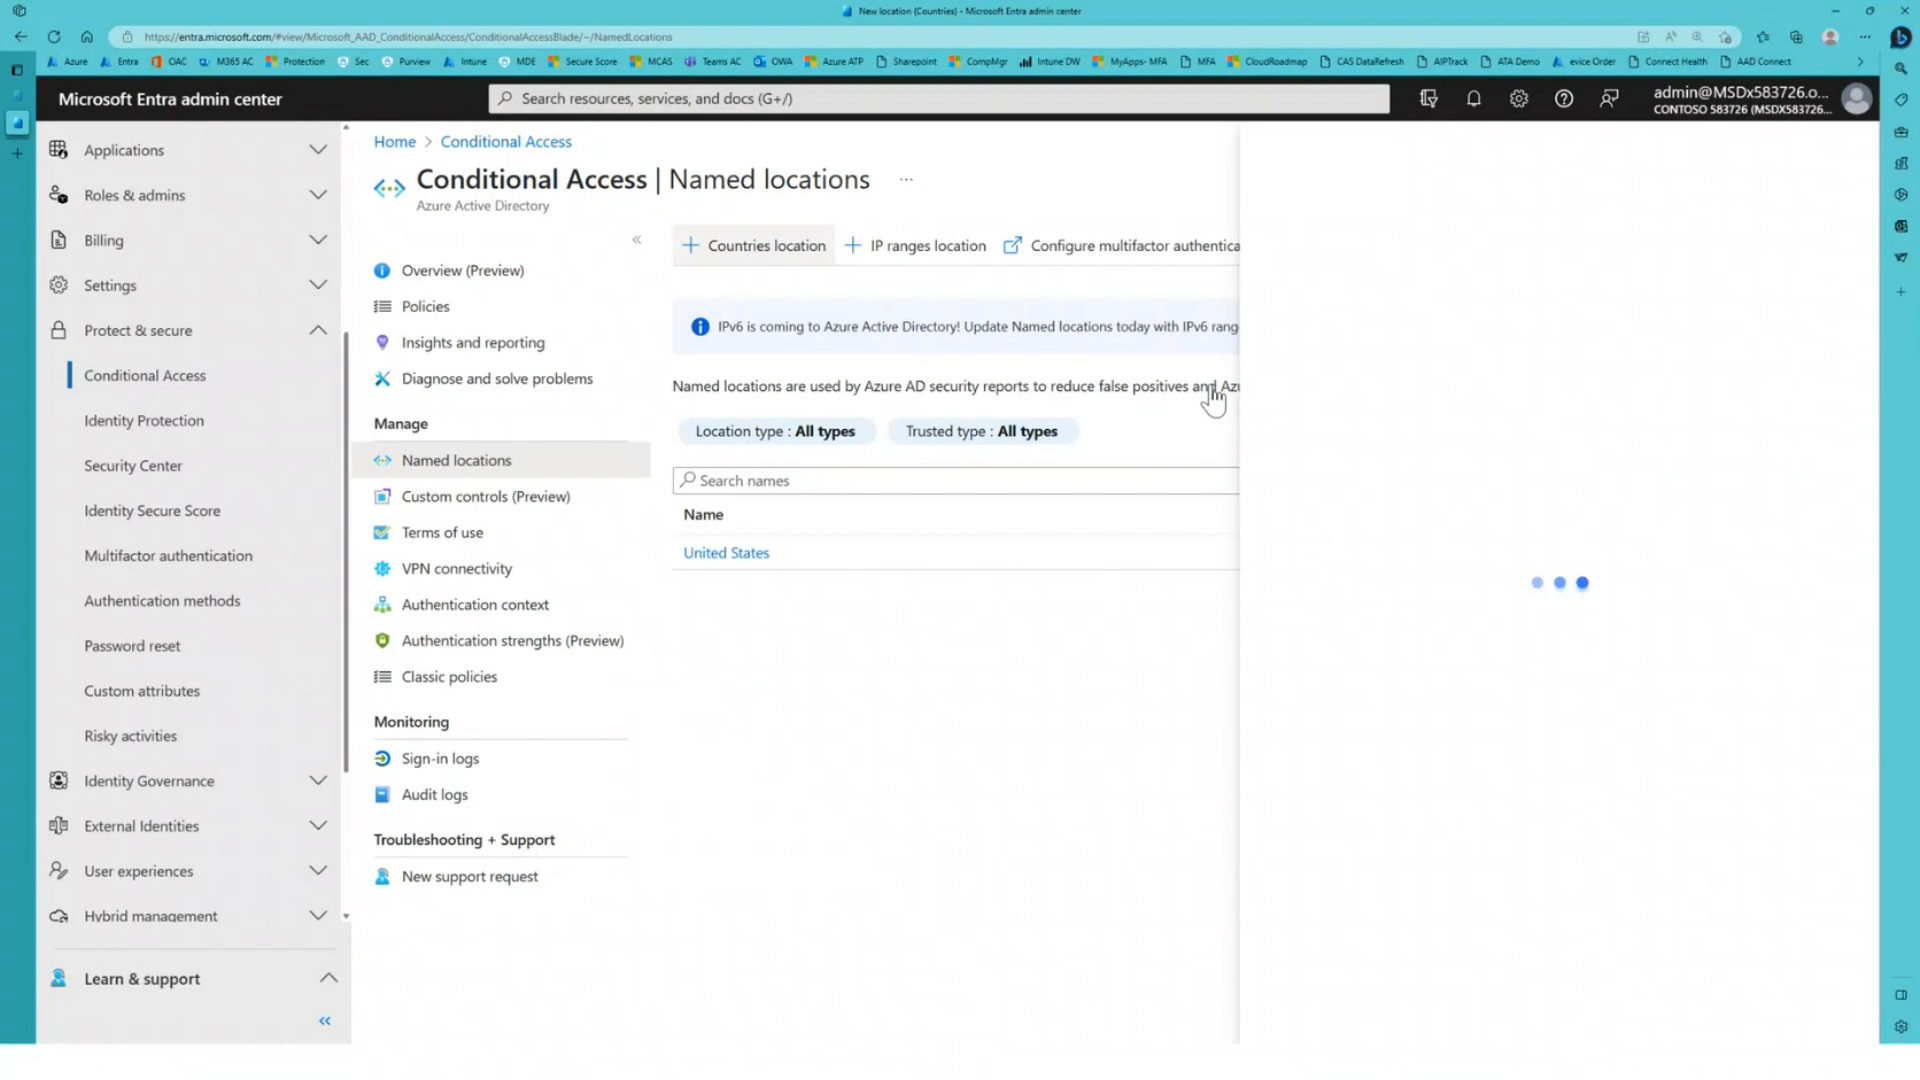 New location (Countries) - Microsoft Entra admin center
https://entra.microsoft.com/#view/Microsoft_AAD_ConditionalAccess/ConditionalAccessBlade/~/NamedLocations
Azure Entra OAC M365 AC Protection Sec Purview Intune MDE Secure Score MCAS Teams AC OWA Azure ATP Sharepoint CompMgr Intune DW MyApps- MFA MFA CloudRoadmap CAS DataRefresh AIPTrack ATA Demo evice Order Connect Health AAD Connect
Microsoft Entra admin center
Search resources, services, and docs (G+/)
admin@MSDx583726.o...
CONTOSO 583726 (MSDX583726...
Applications
Roles & admins
Billing
Settings
Protect & secure
Conditional Access
Identity Protection
Security Center
Identity Secure Score
Multifactor authentication
Authentication methods
Password reset
Custom attributes
Risky activities
Identity Governance
External Identities
User experiences
Hybrid management
Learn & support
Home > Conditional Access
Conditional Access | Named locations ...
Azure Active Directory
Overview (Preview)
Policies
Insights and reporting
Diagnose and solve problems
Manage
Named locations
Custom controls (Preview)
Terms of use
VPN connectivity
Authentication context
Authentication strengths (Preview)
Classic policies
Monitoring
Sign-in logs
Audit logs
Troubleshooting + Support
New support request
+ Countries location + IP ranges location Configure multifactor authentica
IPv6 is coming to Azure Active Directory! Update Named locations today with IPv6 rang
Named locations are used by Azure AD security reports to reduce false positives and Az
Location type : All types Trusted type : All types
Search names
Name
United States